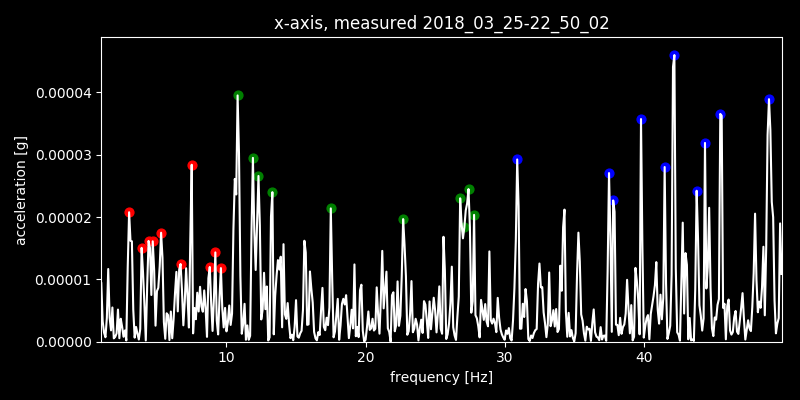 x-axis, measured 2018_03_25-22_50_02
acceleration [g]
0.00004
0.00003
0.00002
0.00001
0.00000
10 20 30 40
frequency [Hz]